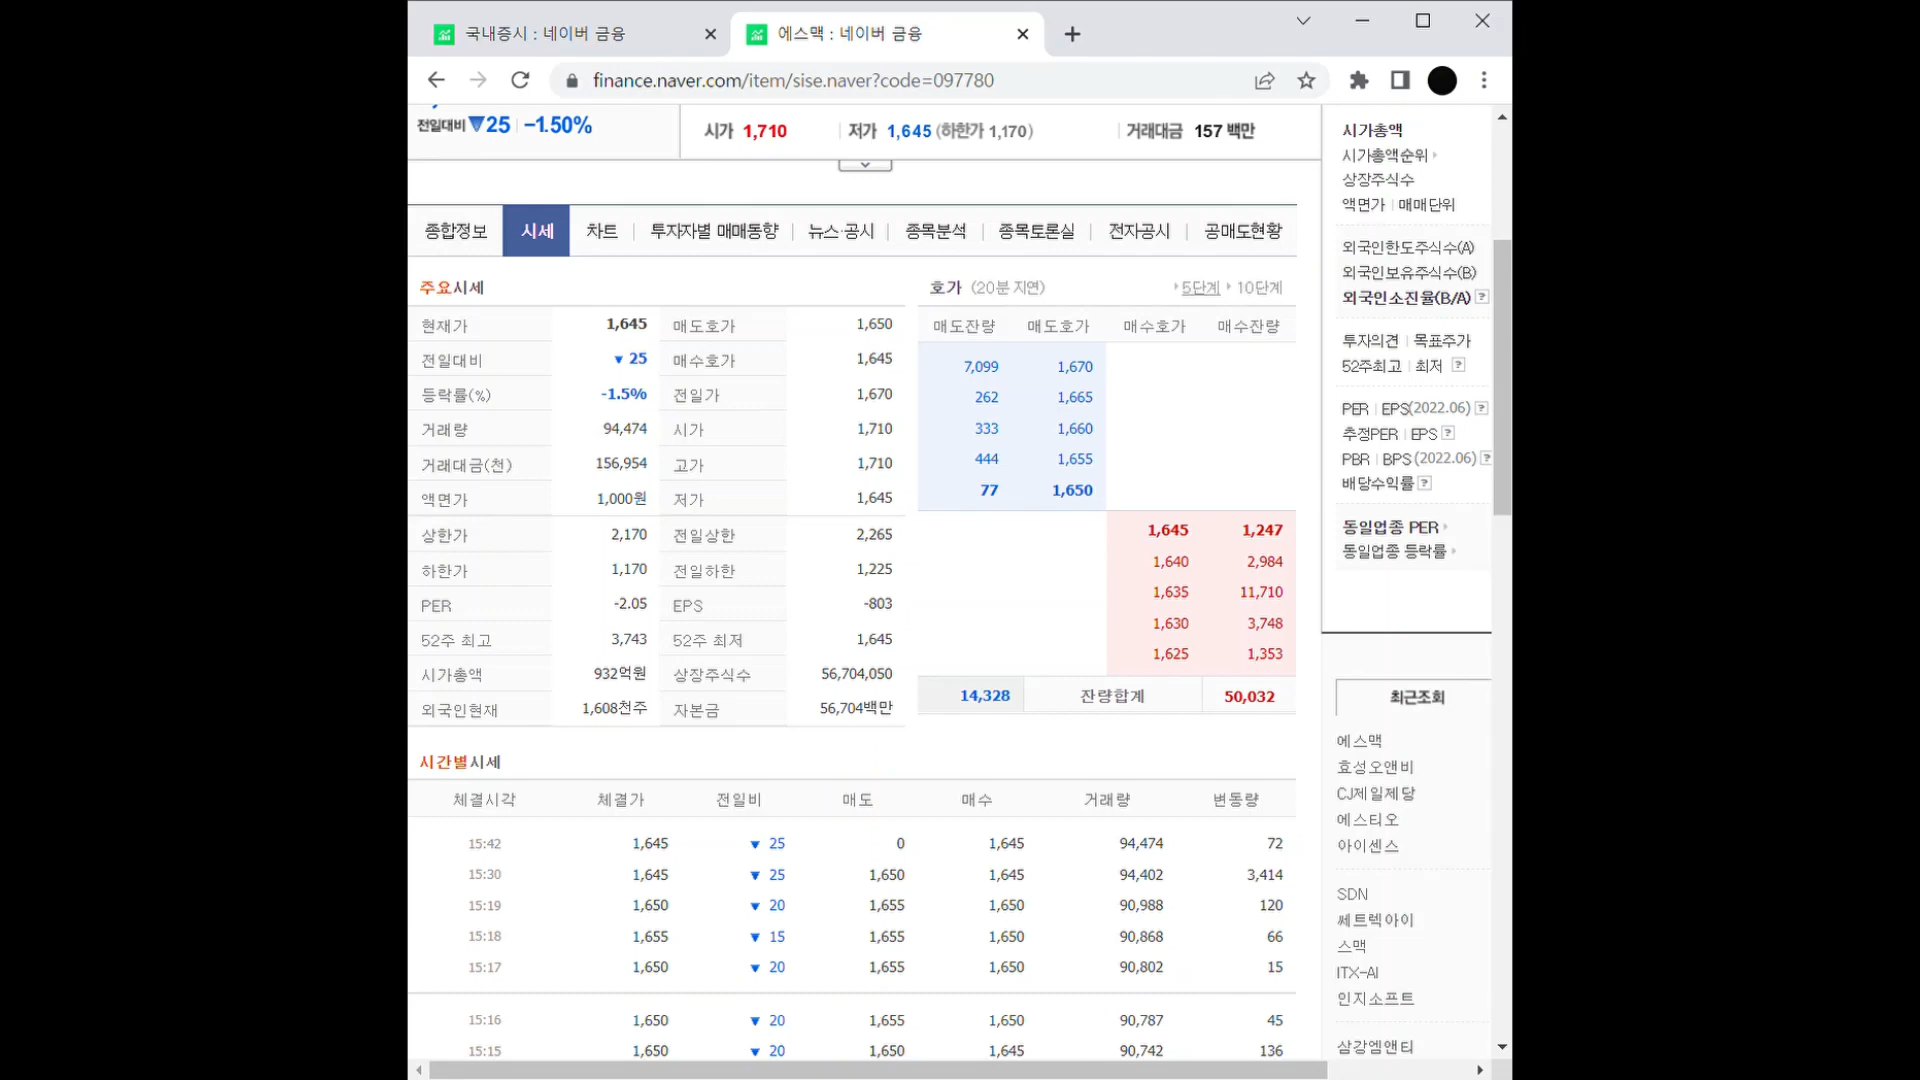 국내증시 : 네이버 금융
에스맥 : 네이버 금융
finance.naver.com/item/sise.naver?code=097780
전일대비 ▼25 -1.50%
시가 1,710 저가 1,645 (하한가 1,170) 거래대금 157 백만
종합정보 시세 차트 투자자별 매매동향 뉴스·공시 종목분석 종목토론실 전자공시 공매도현황
주요시세
현재가 1,645 매도호가 1,650
전일대비 ▼ 25 매수호가 1,645
등락률(%) -1.5% 전일가 1,670
거래량 94,474 시가 1,710
거래대금(천) 156,954 고가 1,710
액면가 1,000원 저가 1,645
상한가 2,170 전일상한 2,265
하한가 1,170 전일하한 1,225
PER -2.05 EPS -803
52주 최고 3,743 52주 최저 1,645
시가총액 932억원 상장주식수 56,704,050
외국인현재 1,608천주 자본금 56,704백만
호가 (20분 지연) 5단계 10단계
매도잔량 매도호가 매수호가 매수잔량
7,099 1,670
262 1,665
333 1,660
444 1,655
77 1,650
1,645 1,247
1,640 2,984
1,635 11,710
1,630 3,748
1,625 1,353
14,328 잔량합계 50,032
시간별시세
체결시각 체결가 전일비 매도 매수 거래량 변동량
15:42 1,645 ▼ 25 0 1,645 94,474 72
15:30 1,645 ▼ 25 1,650 1,645 94,402 3,414
15:19 1,650 ▼ 20 1,655 1,650 90,988 120
15:18 1,655 ▼ 15 1,655 1,650 90,868 66
15:17 1,650 ▼ 20 1,655 1,650 90,802 15
15:16 1,650 ▼ 20 1,655 1,650 90,787 45
15:15 1,650 ▼ 20 1,650 1,645 90,742 136
시가총액
시가총액순위
상장주식수
액면가 | 매매단위
외국인한도주식수(A)
외국인보유주식수(B)
외국인소진율(B/A) ?
투자의견 | 목표주가
52주최고 | 최저 ?
PER | EPS(2022.06) ?
추정PER | EPS ?
PBR | BPS (2022.06) ?
배당수익률 ?
동일업종 PER
동일업종 등락률
최근조회
에스맥
효성오앤비
CJ제일제당
에스티오
아이센스
SDN
쎄트렉아이
스맥
ITX-AI
인지소프트
삼강엠앤티